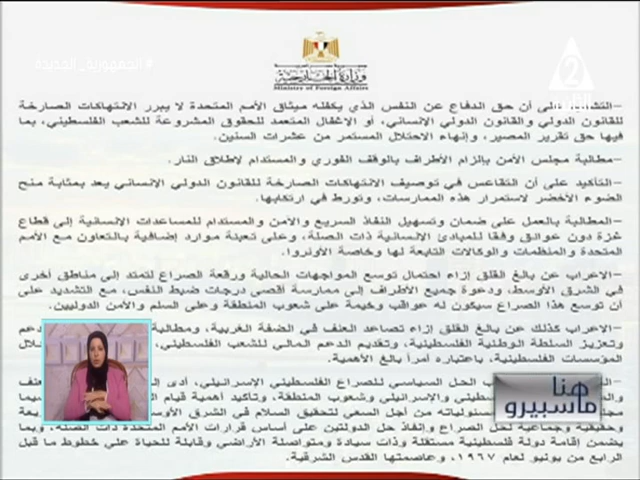 #الجمهورية_الجديدة
2
وزارة الخارجية
Ministry of Foreign Affairs
على أن حق الدفاع عن النفس الذي يكفله ميثاق الأمم المتحدة لا يبرر الانتهاكات الصارخة
للقانون الدولي والقانون الدولي الإنساني، أو الإغفال المتعمد للحقوق المشروعة للشعب الفلسطيني، بما
فيها حق تقرير المصير، وإنهاء الاحتلال المستمر من عشرات السنين.
-مطالبة مجلس الأمن بإلزام الأطراف بالوقف الفوري والمستدام لإطلاق النار.
-التأكيد على أن التقاعس في توصيف الانتهاكات الصارخة للقانون الدولي الإنساني يعد بمثابة منح
الضوء الأخضر لاستمرار هذه الممارسات، وتورط في ارتكابها.
-المطالبة بالعمل على ضمان وتسهيل النفاذ السريع والأمن والمستدام للمساعدات الإنسانية إلى قطاع
غزة دون عوائق وفقا للمبادئ الإنسانية ذات الصلة، وعلى تعبئة موارد إضافية بالتعاون مع الأمم
المتحدة والمنظمات والوكالات التابعة لها وخاصة الأونروا.
-الإعراب عن بالغ القلق إزاء احتمال توسع المواجهات الحالية ورقعة الصراع لتمتد إلى مناطق أخرى
في الشرق الأوسط، ودعوة جميع الأطراف إلى ممارسة أقصى درجات ضبط النفس، مع التشديد على
أن توسع هذا الصراع سيكون له عواقب وخيمة على شعوب المنطقة وعلى السلم والأمن الدوليين.
-الإعراب كذلك عن بالغ القلق إزاء تصاعد العنف في الضفة الغربية، ومطالبة دعم
وتعزيز السلطة الوطنية الفلسطينية، وتقديم الدعم المالي للشعب الفلسطيني،
المؤسسات الفلسطينية، باعتباره أمرا بالغ الأهمية.
الحل السياسي للصراع الفلسطيني الإسرائيلي، أدى
والإسرائيلي وشعوب المنطقة، وتأكيد أهمية قيام
من أجل السعي لتحقيق السلام في الشرق الأوسط
وحقيقية وجماعية لحل الصراع وإنفاذ حل الدولتين على أساس قرارات الأمم المتحدة ذات الصلة، وبما
يضمن إقامة دولة فلسطينية مستقلة وذات سيادة ومتواصلة الأراضي وقابلة للحياة على خطوط ما قبل
الرابع من يونيو لعام ١٩٦٧، وعاصمتها القدس الشرقية.
هنا
ماسبيرو